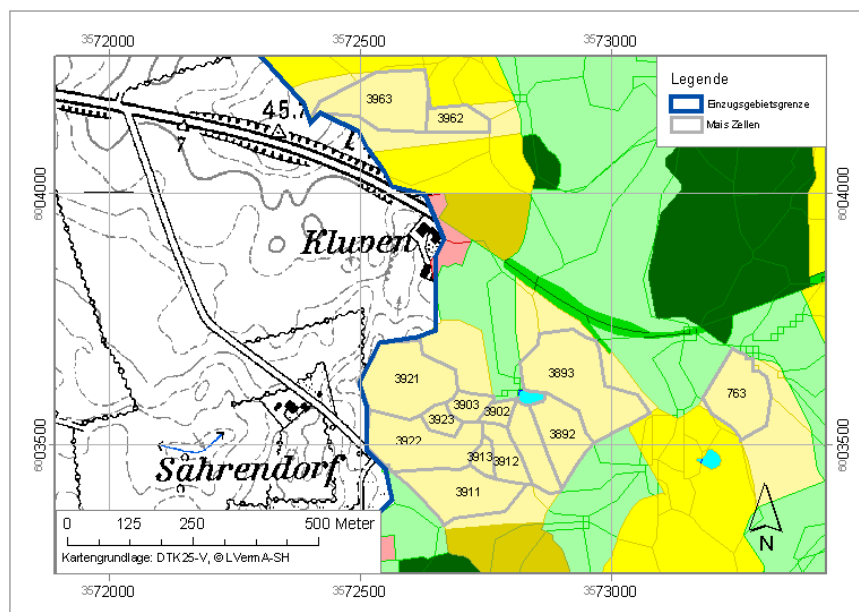 3572000 3572500 3573000
Legende
Einzugsgebietsgrenze
Mais Zellen
3963
45.7
3962
7
6004000 6004000
Kluven
3921
3893
763
3903
3902
3923
3892
3922
6003500 6003500
3913
3912
Sährendorf
3911
0 125 250 500 Meter
Kartengrundlage: DTK25-V, © LVermA-SH
N
3572000 3572500 3573000